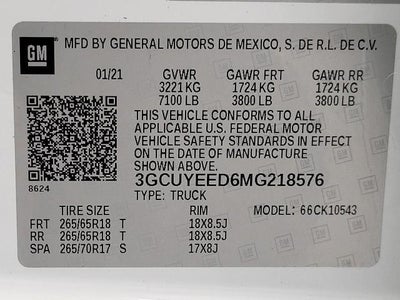 GM MFD BY GENERAL MOTORS DE MEXICO, S. DE R.L. DE C.V.
01/21 GVWR GAWR FRT GAWR RR
3221 KG 1724 KG 1724 KG
7100 LB 3800 LB 3800 LB
THIS VEHICLE CONFORMS TO ALL
APPLICABLE U.S. FEDERAL MOTOR
VEHICLE SAFETY STANDARDS IN EFFECT
ON THE DATE OF MANUFACTURE
SHOWN ABOVE.
8624
3GCUYEED6MG218576
TYPE: TRUCK
TIRE SIZE RIM MODEL: 66CK10543
FRT 265/65R18 T 18X8.5J
RR 265/65R18 T 18X8.5J
SPA 265/70R17 S 17X8J